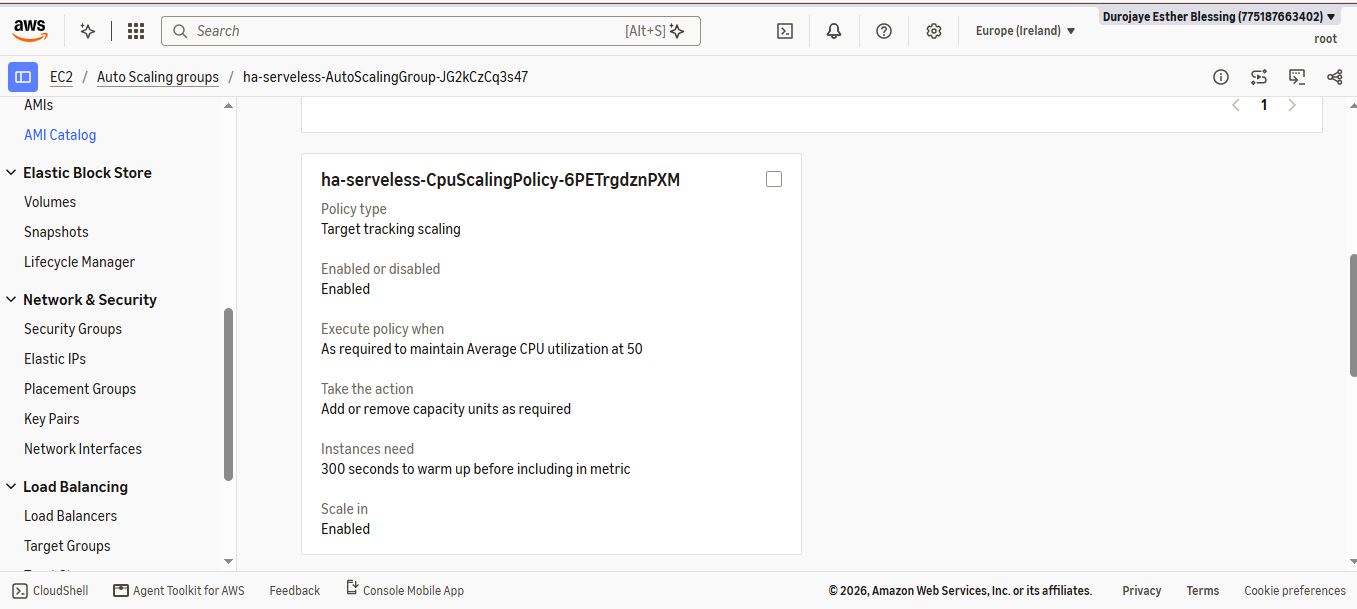 aws
Search [Alt+S]
Europe (Ireland) ▼
Durojaye Esther Blessing (775187663402) ▼
root
EC2 / Auto Scaling groups / ha-serveless-AutoScalingGroup-JG2kCzCq3s47
AMIs
AMI Catalog
Elastic Block Store
Volumes
Snapshots
Lifecycle Manager
Network & Security
Security Groups
Elastic IPs
Placement Groups
Key Pairs
Network Interfaces
Load Balancing
Load Balancers
Target Groups
1
ha-serveless-CpuScalingPolicy-6PETrgdznPXM
Policy type
Target tracking scaling
Enabled or disabled
Enabled
Execute policy when
As required to maintain Average CPU utilization at 50
Take the action
Add or remove capacity units as required
Instances need
300 seconds to warm up before including in metric
Scale in
Enabled
CloudShell Agent Toolkit for AWS Feedback Console Mobile App © 2026, Amazon Web Services, Inc. or its affiliates. Privacy Terms Cookie preferences